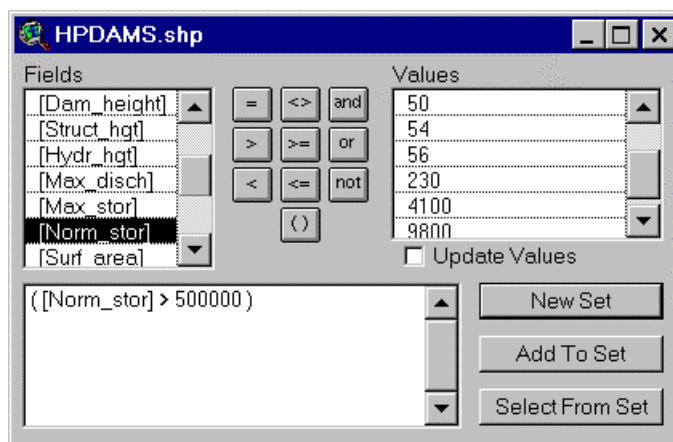 HPDAMS.shp
Fields
Values
[Dam_height]
[Struct_hgt]
[Hydr_hgt]
[Max_disch]
[Max_stor]
[Norm_stor]
[Surf_area]
= <> and
> >= or
< <= not
( )
50
54
56
230
4100
9800
Update Values
( [Norm_stor] > 500000 )
New Set
Add To Set
Select From Set